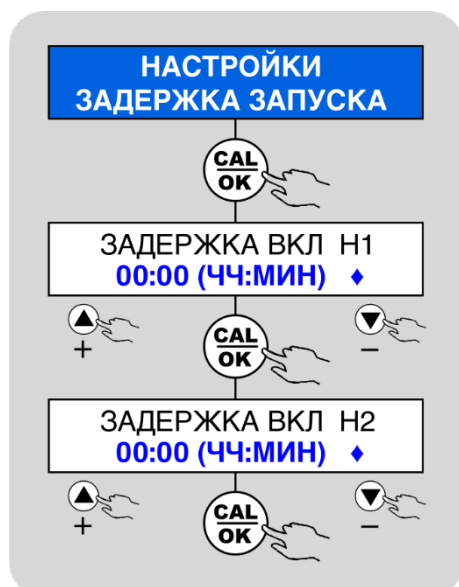 НАСТРОЙКИ
ЗАДЕРЖКА ЗАПУСКА
CAL
OK
ЗАДЕРЖКА ВКЛ Н1
00:00 (ЧЧ:МИН) ♦
+
CAL
OK
−
ЗАДЕРЖКА ВКЛ Н2
00:00 (ЧЧ:МИН) ♦
+
CAL
OK
−